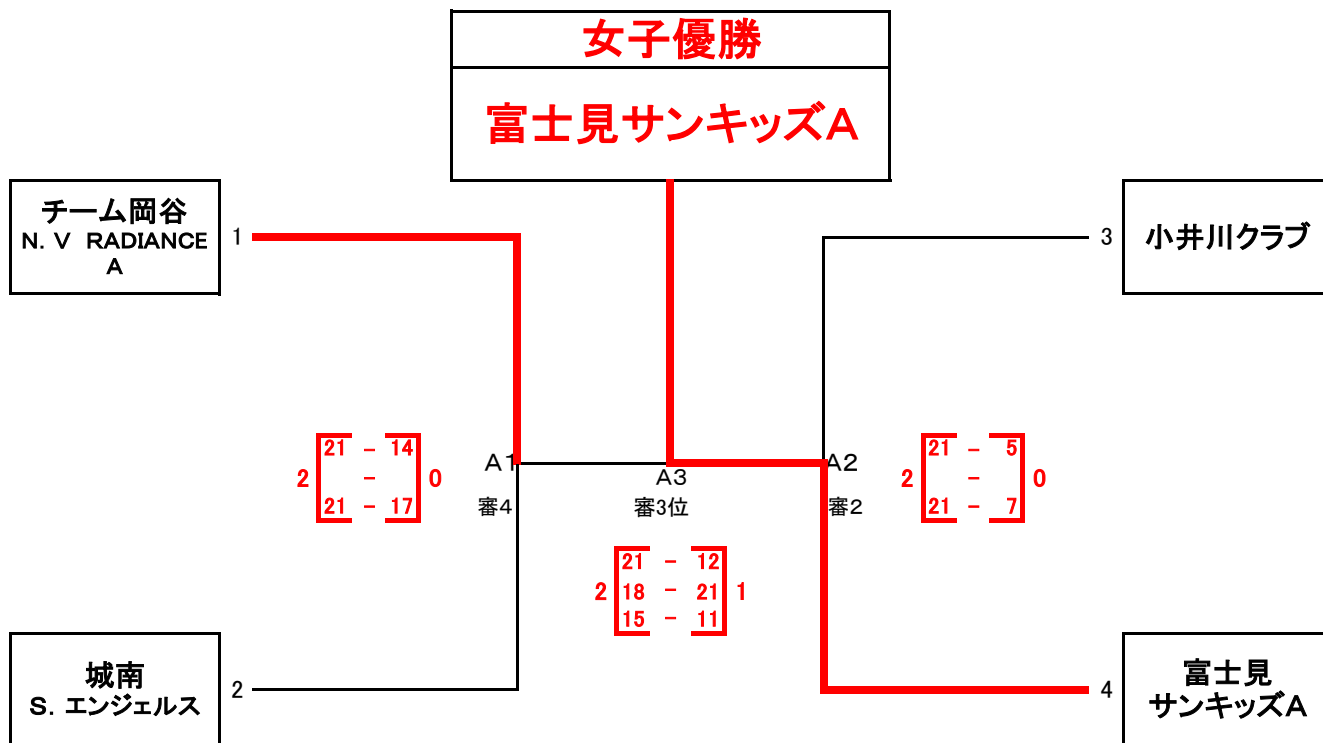 女子優勝
富士見サンキッズA
チーム岡谷
N. V RADIANCE
A
1
3
小井川クラブ
21 - 14
2 - 0
21 - 17
A1
審4
A3
審3位
A2
審2
21 - 5
2 - 0
21 - 7
21 - 12
2 18 - 21 1
15 - 11
城南
S. エンジェルス
2
4
富士見
サンキッズA